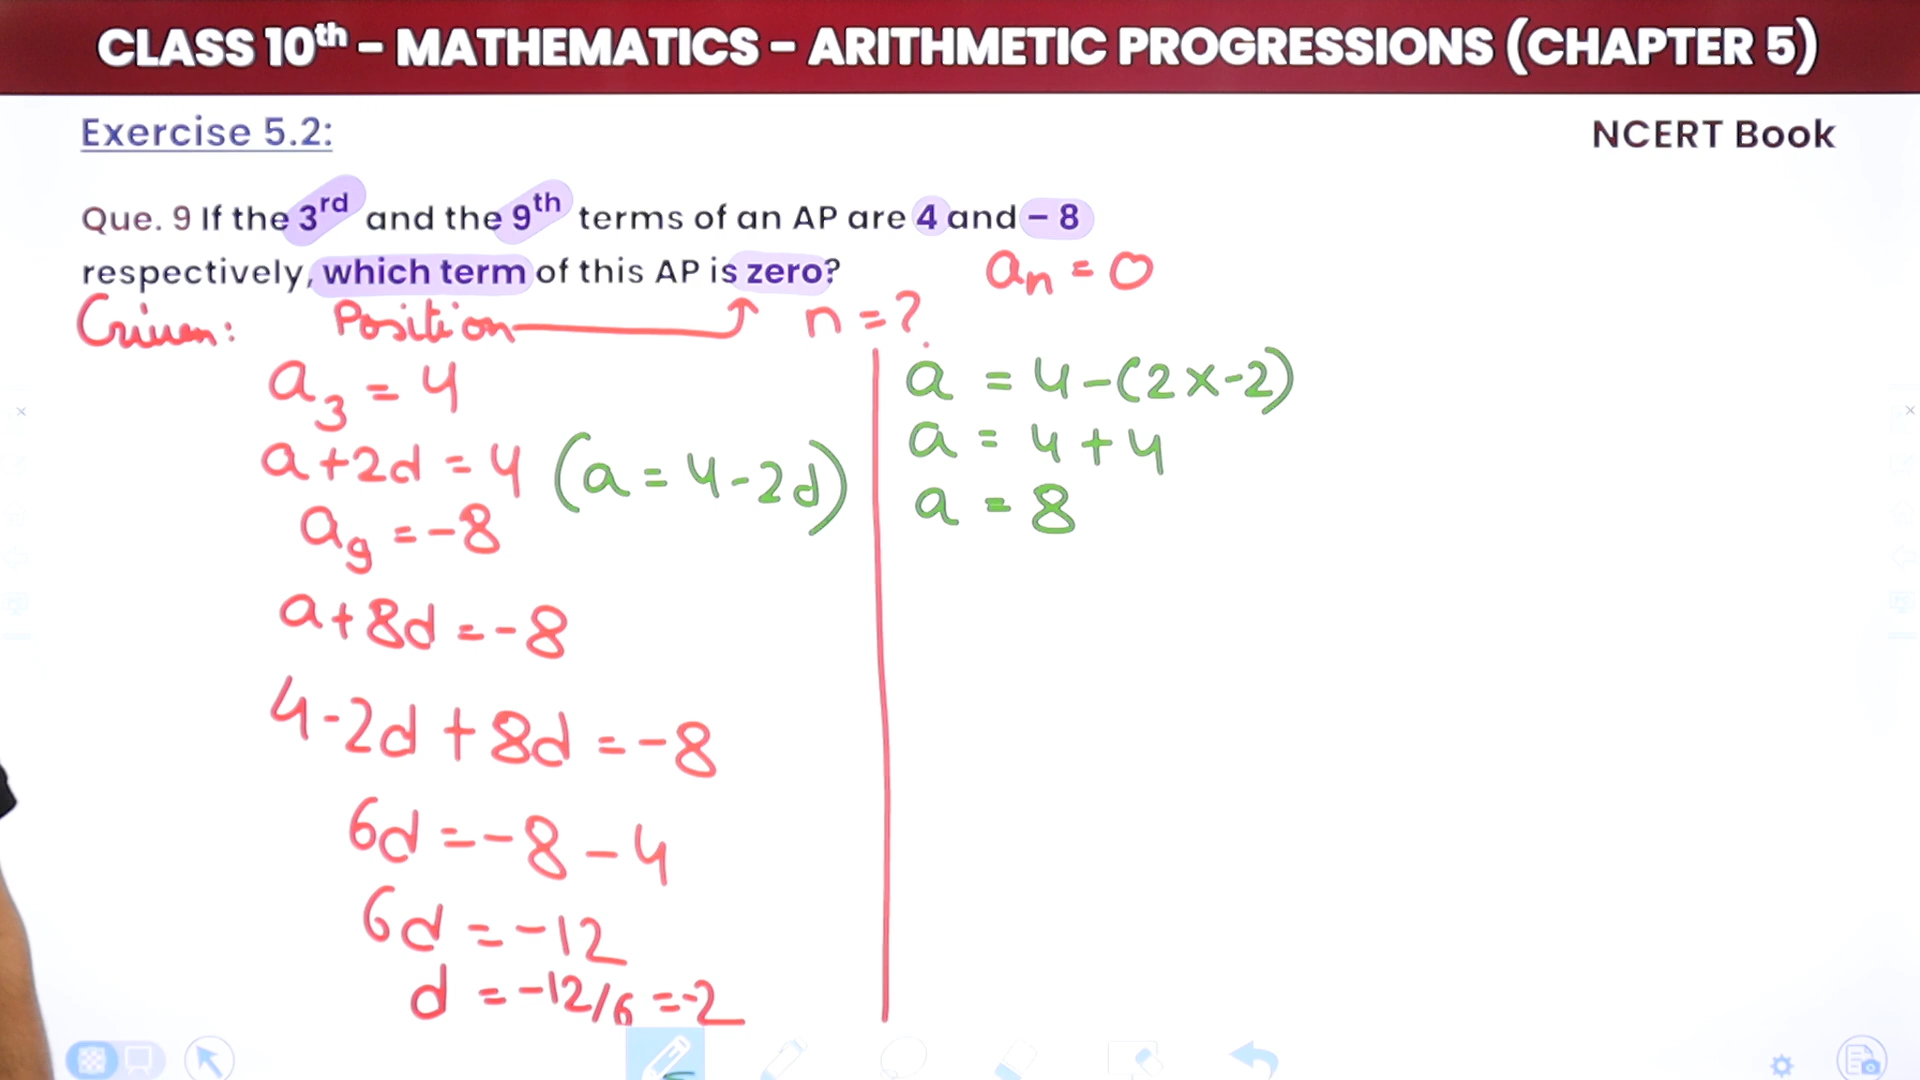 CLASS 10th – MATHEMATICS – ARITHMETIC PROGRESSIONS (CHAPTER 5)
Exercise 5.2:
NCERT Book
Que. 9 If the 3rd and the 9th terms of an AP are 4 and – 8
respectively, which term of this AP is zero?
an = 0
Given: Position n = ?
a3 = 4
a+2d = 4 (a = 4-2d)
a9 = -8
a+8d = -8
4-2d + 8d = -8
6d = -8 - 4
6d = -12
d = -12/6 = -2
a = 4-(2x-2)
a = 4+4
a = 8